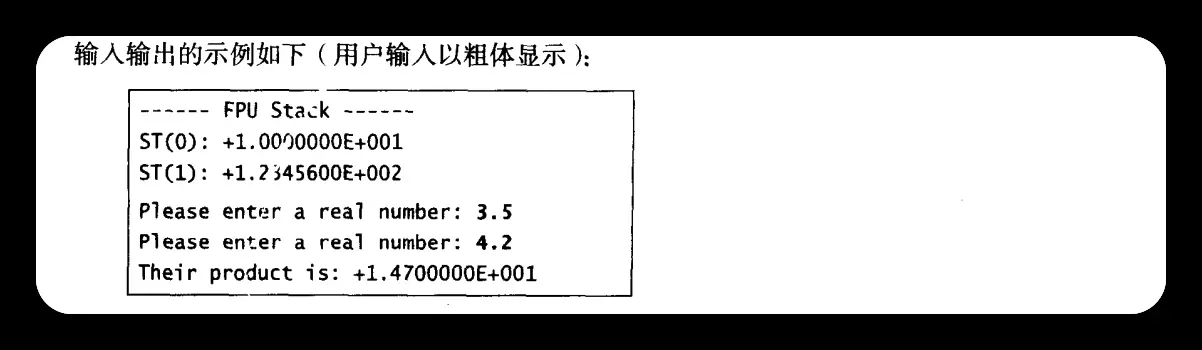 输入输出的示例如下（用户输入以粗体显示）：
------ FPU Stack ------
ST(0): +1.0000000E+001
ST(1): +1.2345600E+002
Please enter a real number: 3.5
Please enter a real number: 4.2
Their product is: +1.4700000E+001